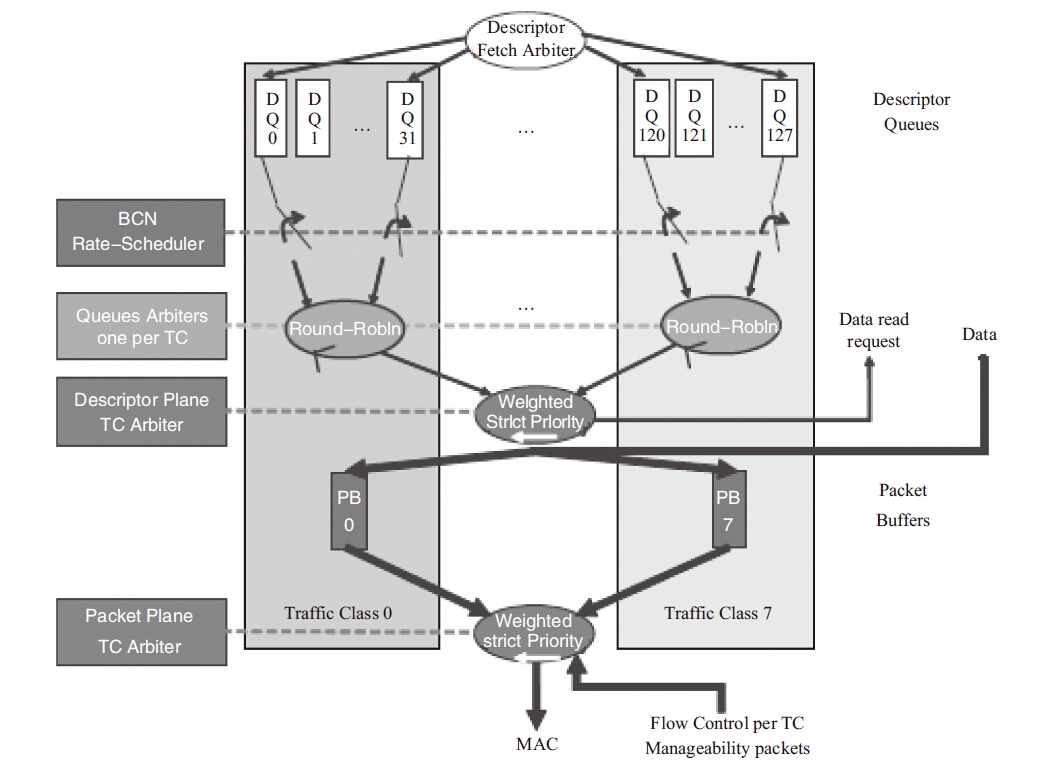 Descriptor
Fetch Arbiter
D
Q
0
D
Q
1
...
D
Q
31
...
D
Q
120
D
Q
121
...
D
Q
127
Descriptor
Queues
BCN
Rate–Scheduler
Queues Arbiters
one per TC
Round–RobIn
...
Round–RobIn
Data read
request
Data
Descriptor Plane
TC Arbiter
Weighted
StrIct PriorIty
PB
0
PB
7
Packet
Buffers
Traffic Class 0
Traffic Class 7
Packet Plane
TC Arbiter
Weighted
strict Priority
MAC
Flow Control per TC
Manageability packets